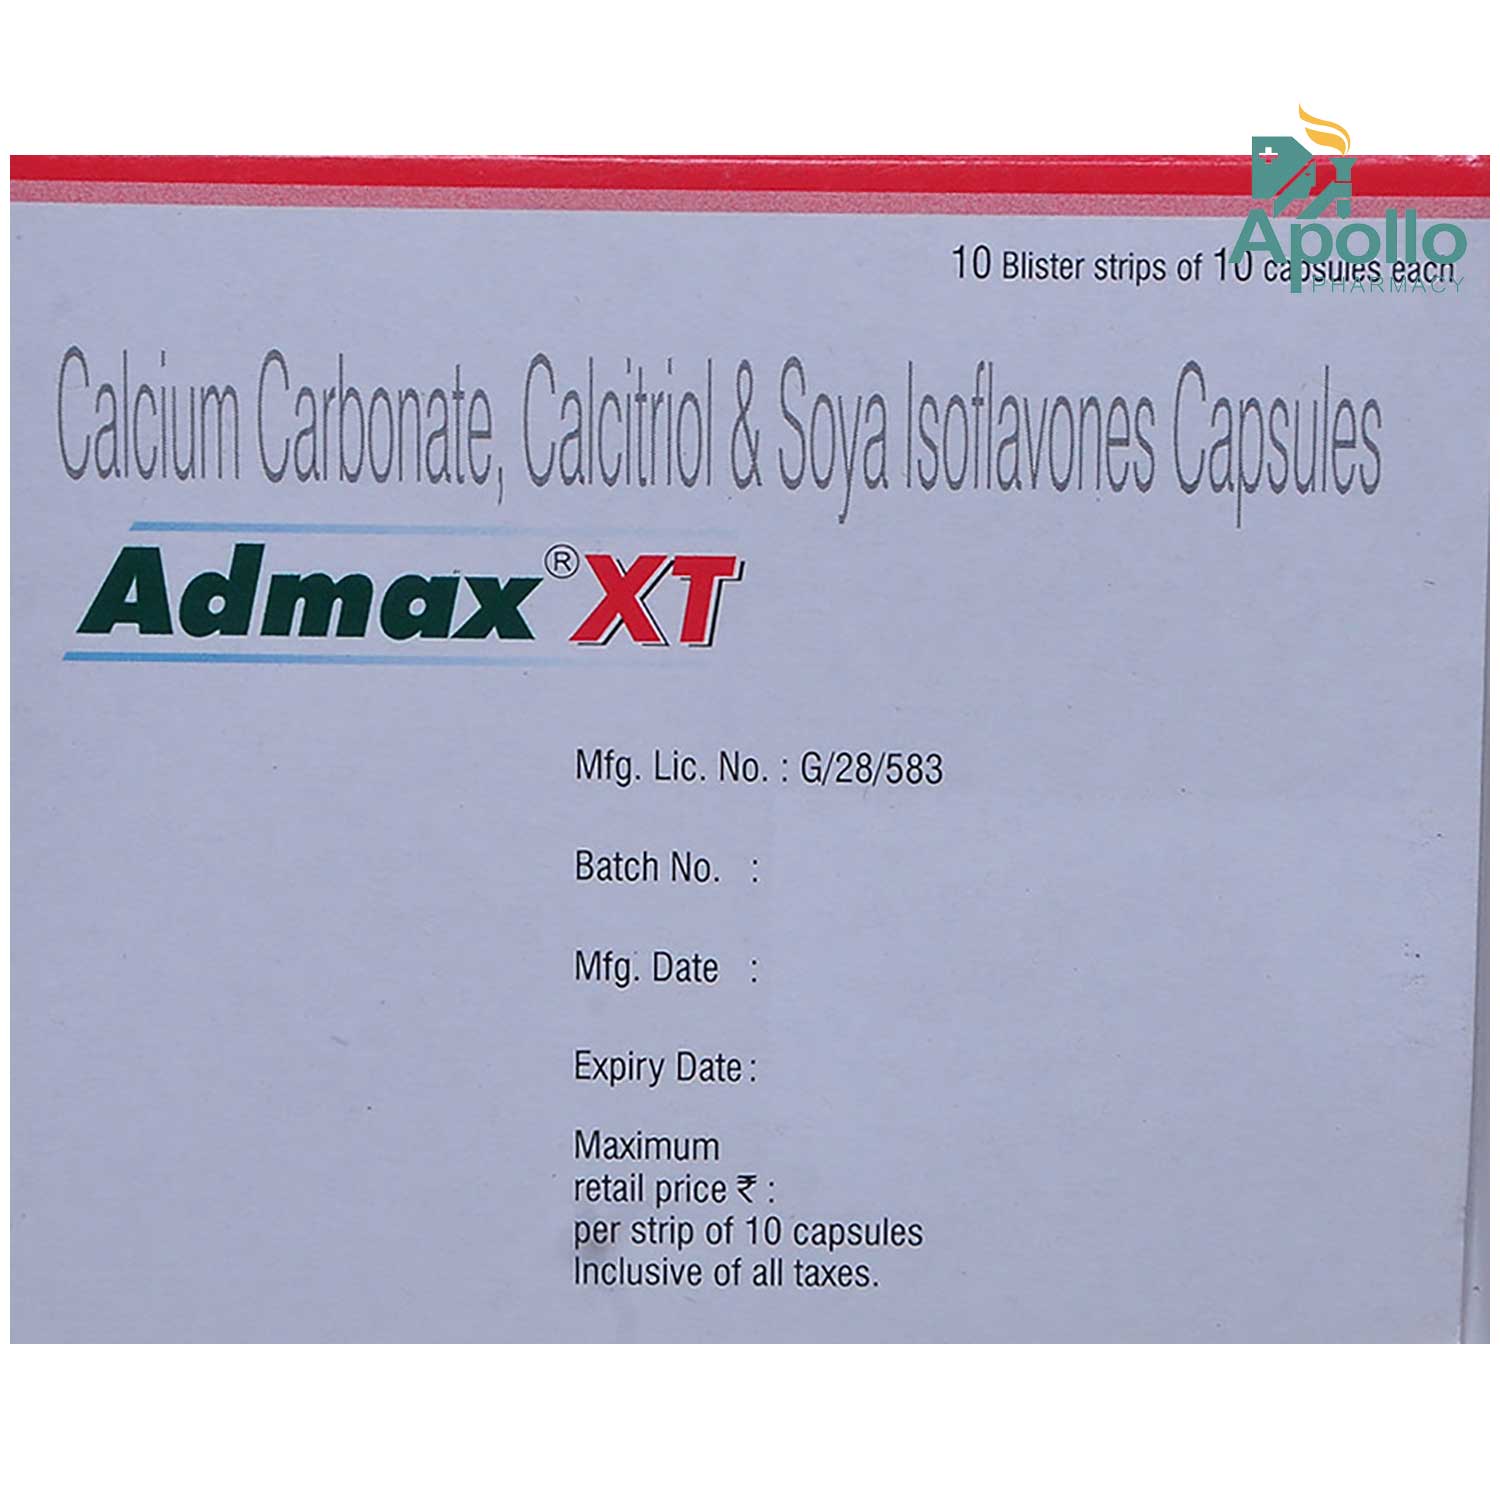 Apollo
PHARMACY
10 Blister strips of 10 capsules each
Calcium Carbonate, Calcitriol & Soya Isoflavones Capsules
Admax® XT
Mfg. Lic. No. : G/28/583
Batch No. :
Mfg. Date :
Expiry Date :
Maximum
retail price ₹ :
per strip of 10 capsules
Inclusive of all taxes.